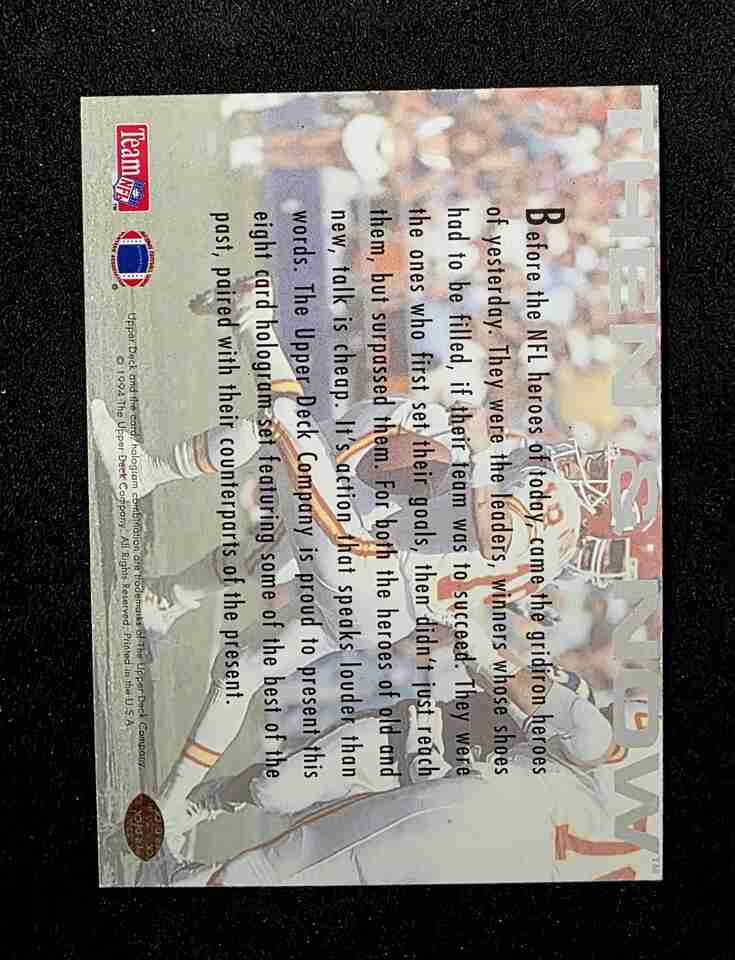 THEN & NOW™
Before the NFL heroes of today, came the gridiron heroes
of yesterday. They were the leaders, winners whose shoes
had to be filled, if their team was to succeed. They were
the ones who first set their goals, then didn't just reach
them, but surpassed them. For both the heroes of old and
new, talk is cheap. It's action that speaks louder than
words. The Upper Deck Company is proud to present this
eight card hologram set featuring some of the best of the
past, paired with their counterparts of the present.
Team NFL™
Upper Deck and the card/hologram combination are trademarks of The Upper Deck Company.
© 1994 The Upper Deck Company. All Rights Reserved. Printed in the U.S.A.